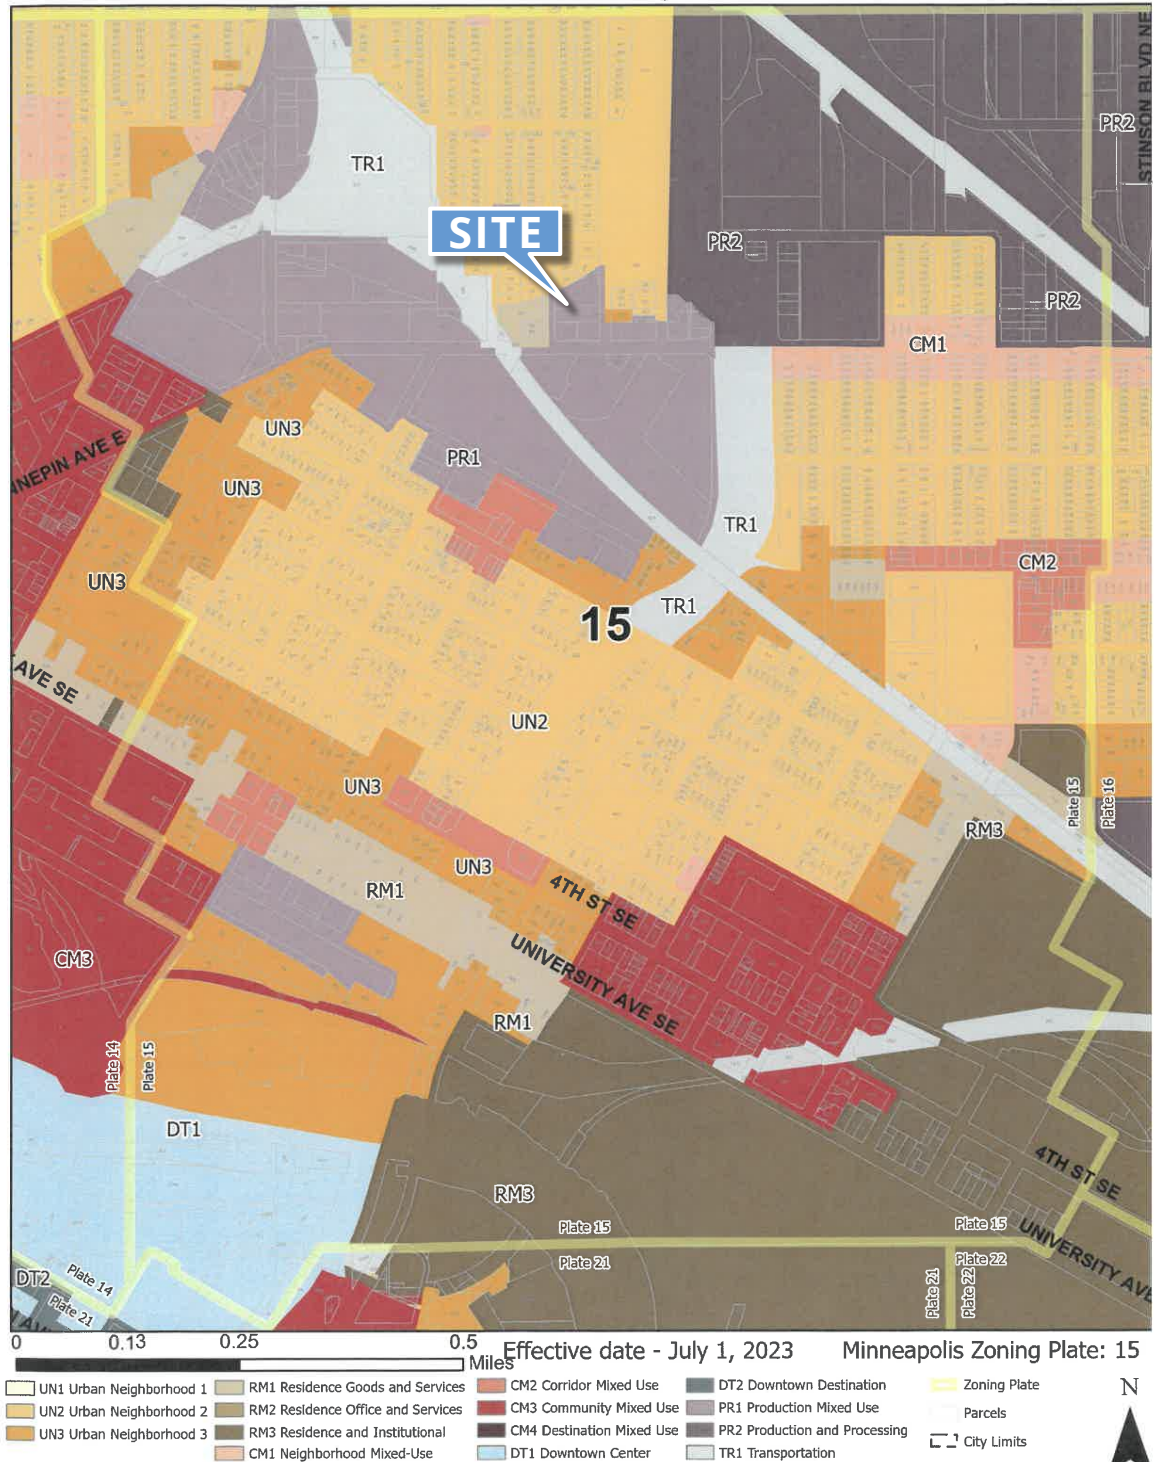 STINSON BLVD NE
PR2
TR1
SITE
PR2
PR2
CM1
UN3
NNEPIN AVE E
PR1
UN3
TR1
CM2
UN3
TR1
15
AVE SE
UN2
UN3
Plate 15
Plate 16
RM3
UN3
4TH ST SE
RM1
UNIVERSITY AVE SE
CM3
RM1
Plate 14
Plate 15
DT1
4TH ST SE
RM3
Plate 15
Plate 15
UNIVERSITY AVE
Plate 21
Plate 22
DT2
Plate 14
Plate 21
Plate 21
Plate 22
0 0.13 0.25 0.5
Miles
Effective date - July 1, 2023 Minneapolis Zoning Plate: 15
UN1 Urban Neighborhood 1
UN2 Urban Neighborhood 2
UN3 Urban Neighborhood 3
RM1 Residence Goods and Services
RM2 Residence Office and Services
RM3 Residence and Institutional
CM1 Neighborhood Mixed-Use
CM2 Corridor Mixed Use
CM3 Community Mixed Use
CM4 Destination Mixed Use
DT1 Downtown Center
DT2 Downtown Destination
PR1 Production Mixed Use
PR2 Production and Processing
TR1 Transportation
Zoning Plate
Parcels
City Limits
N